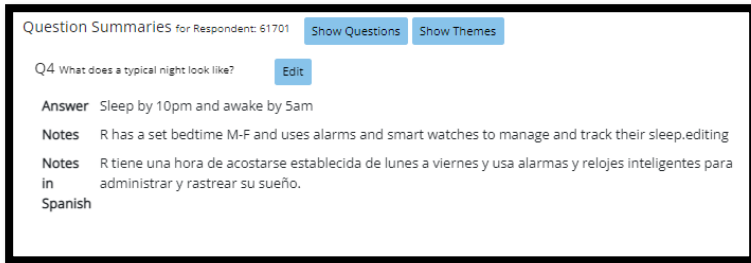 Question Summaries for Respondent: 61701 Show Questions Show Themes
Q4 What does a typical night look like? Edit
Answer Sleep by 10pm and awake by 5am
Notes R has a set bedtime M-F and uses alarms and smart watches to manage and track their sleep.editing
Notes R tiene una hora de acostarse establecida de lunes a viernes y usa alarmas y relojes inteligentes para
in administrar y rastrear su sueño.
Spanish